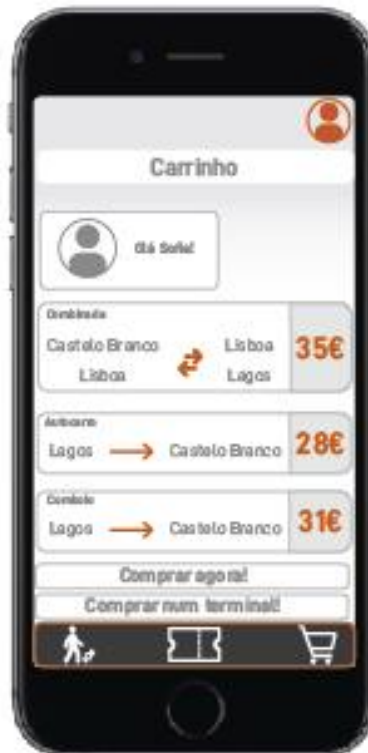 Carrinho
Olá Sofia!
Combinado
Castelo Branco Lisboa 35€
Lisboa Lagos
Autocarro
Lagos Castelo Branco 28€
Comboio
Lagos Castelo Branco 31€
Comprar agora!
Comprar num terminal!